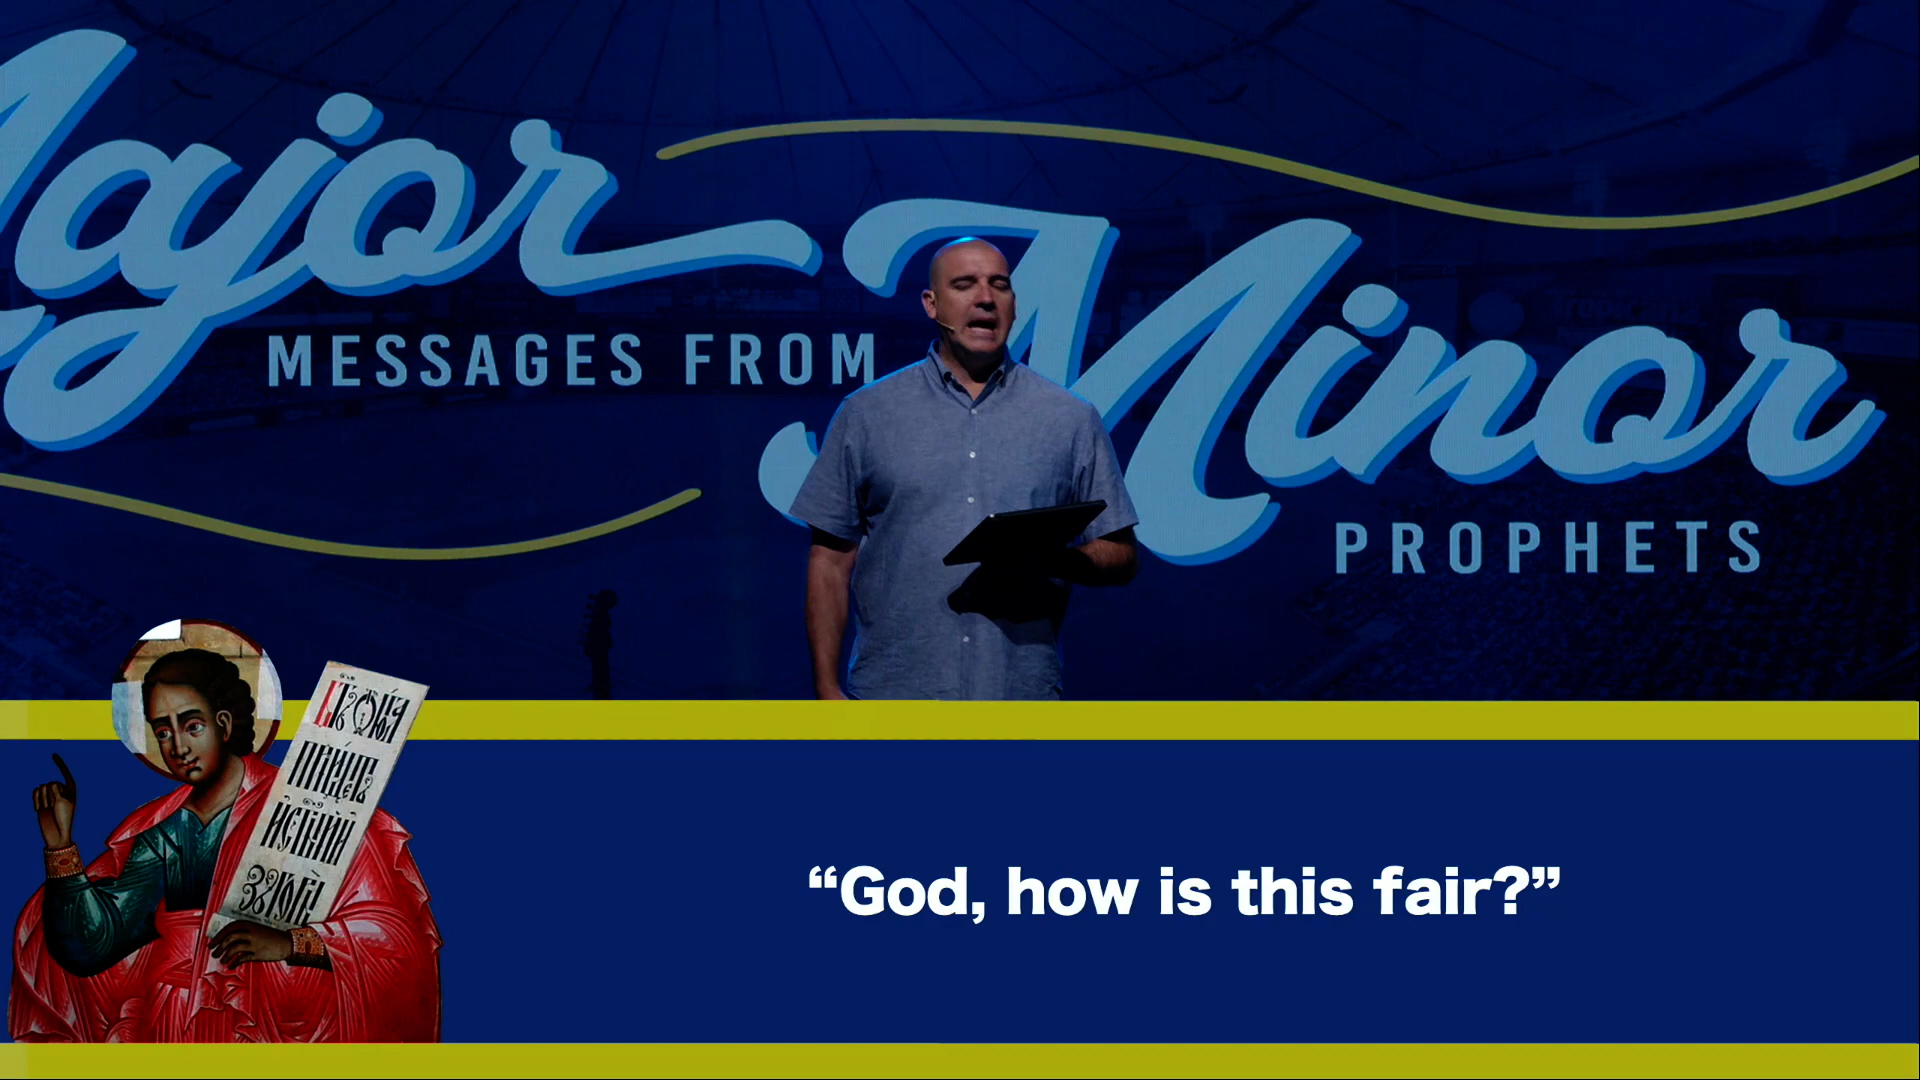 Major
MESSAGES FROM
Minor
PROPHETS
“God, how is this fair?”